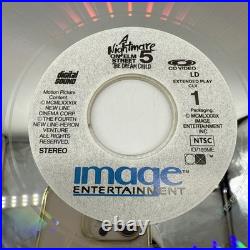 A
Nightmare
ON ELM
STREET 5
THE DREAM CHILD
digital
SOUND
CD VIDEO
LD
EXTENDED PLAY
CLV
1
Motion Picture
Content
© MCMLXXXIX
NEW LINE
CINEMA CORP.
© THE FOURTH
NEW LINE-HERON
VENTURE
ALL RIGHTS
RESERVED.
STEREO
Packaging
© MCMLXXXIX
IMAGE
ENTERTAINMENT
INC
NTSC
image™
ENTERTAINMENT